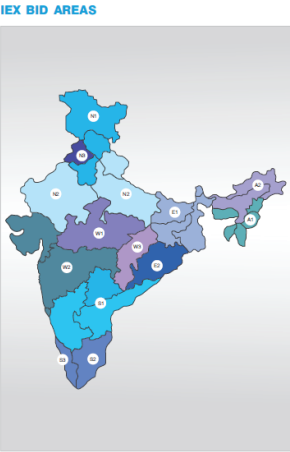 IEX BID AREAS
N1
N3
N2 N2
A2
E1 A1
W1
W3
W2 E2
S1
S3 S2